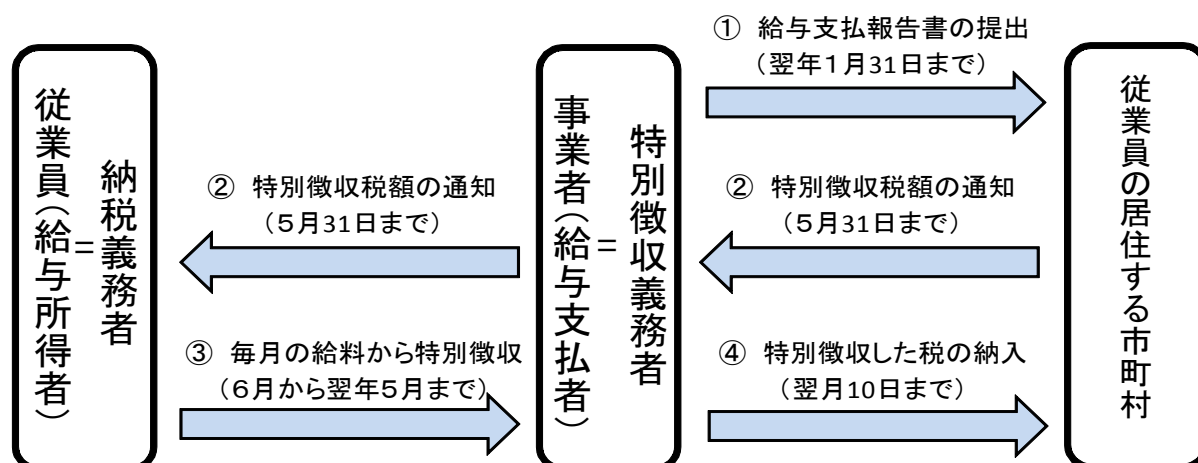 従業員(給与所得者)
=
納税義務者
② 特別徴収税額の通知
(5月31日まで)
③ 毎月の給料から特別徴収
(6月から翌年5月まで)
事業者(給与支払者)
=
特別徴収義務者
① 給与支払報告書の提出
(翌年1月31日まで)
② 特別徴収税額の通知
(5月31日まで)
④ 特別徴収した税の納入
(翌月10日まで)
従業員の居住する市町村